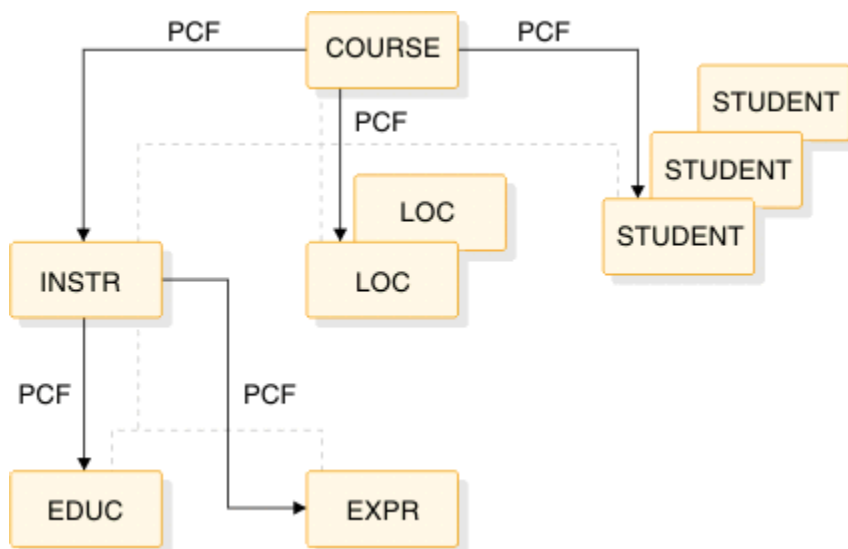 PCF
COURSE
PCF
PCF
STUDENT
STUDENT
STUDENT
LOC
LOC
INSTR
PCF
PCF
EDUC
EXPR